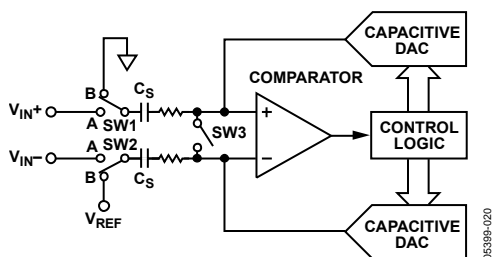 CAPACITIVE
DAC
COMPARATOR
B
CS
VIN+
A
SW1
+
SW3
CONTROL
LOGIC
VIN–
A
SW2
–
B
CS
VREF
CAPACITIVE
DAC
05399-020